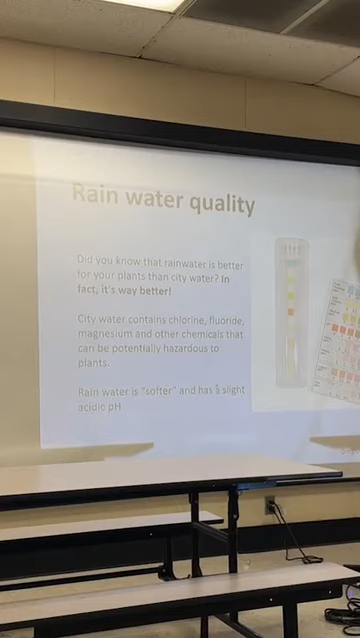 Rain water quality
Did you know that rainwater is better
for your plants than city water? In
fact, it's way better!
City water contains chlorine, fluoride,
magnesium and other chemicals that
can be potentially hazardous to
plants.
Rain water is "softer" and has a slight
acidic pH